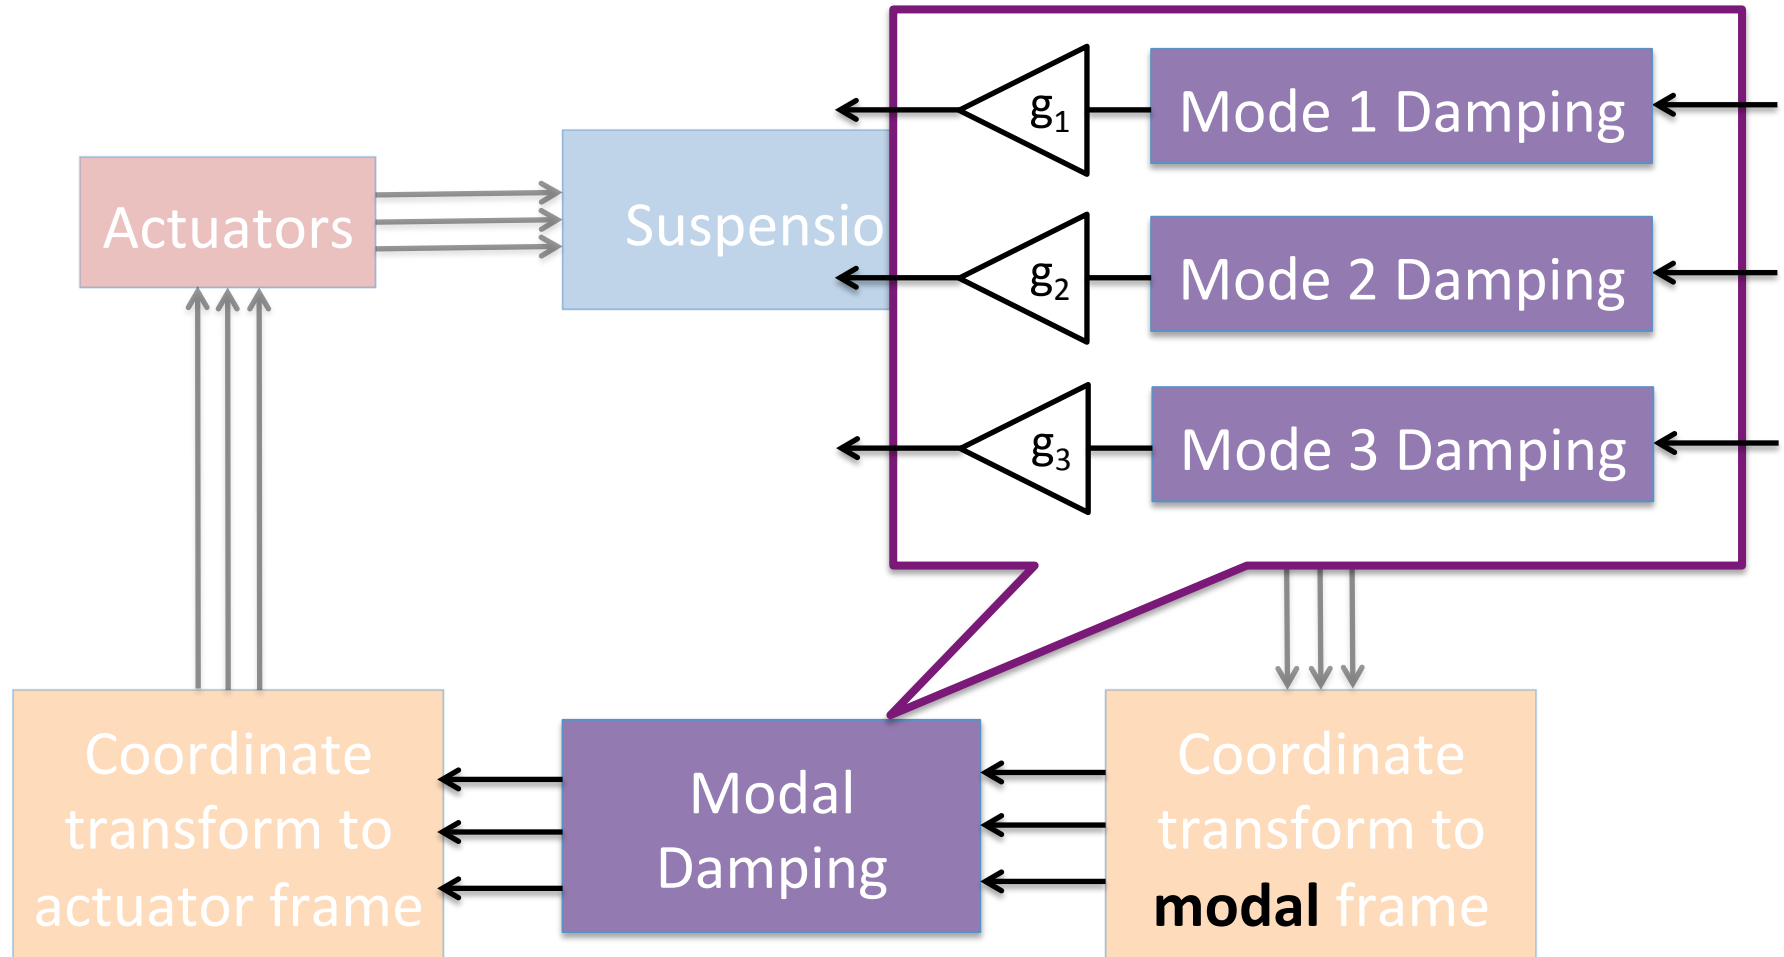 g1
Mode 1 Damping
Actuators
Suspensio
g2
Mode 2 Damping
g3
Mode 3 Damping
Coordinate
transform to
actuator frame
Modal
Damping
Coordinate
transform to
modal frame